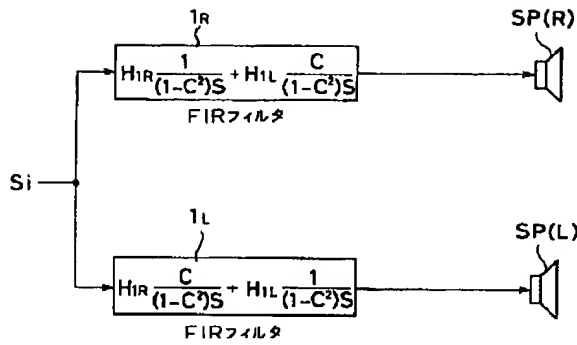 1R
SP(R)
H1R 1/(1-C²)S + H1L C/(1-C²)S
FIRフィルタ
Si
1L
SP(L)
H1R C/(1-C²)S + H1L 1/(1-C²)S
FIRフィルタ